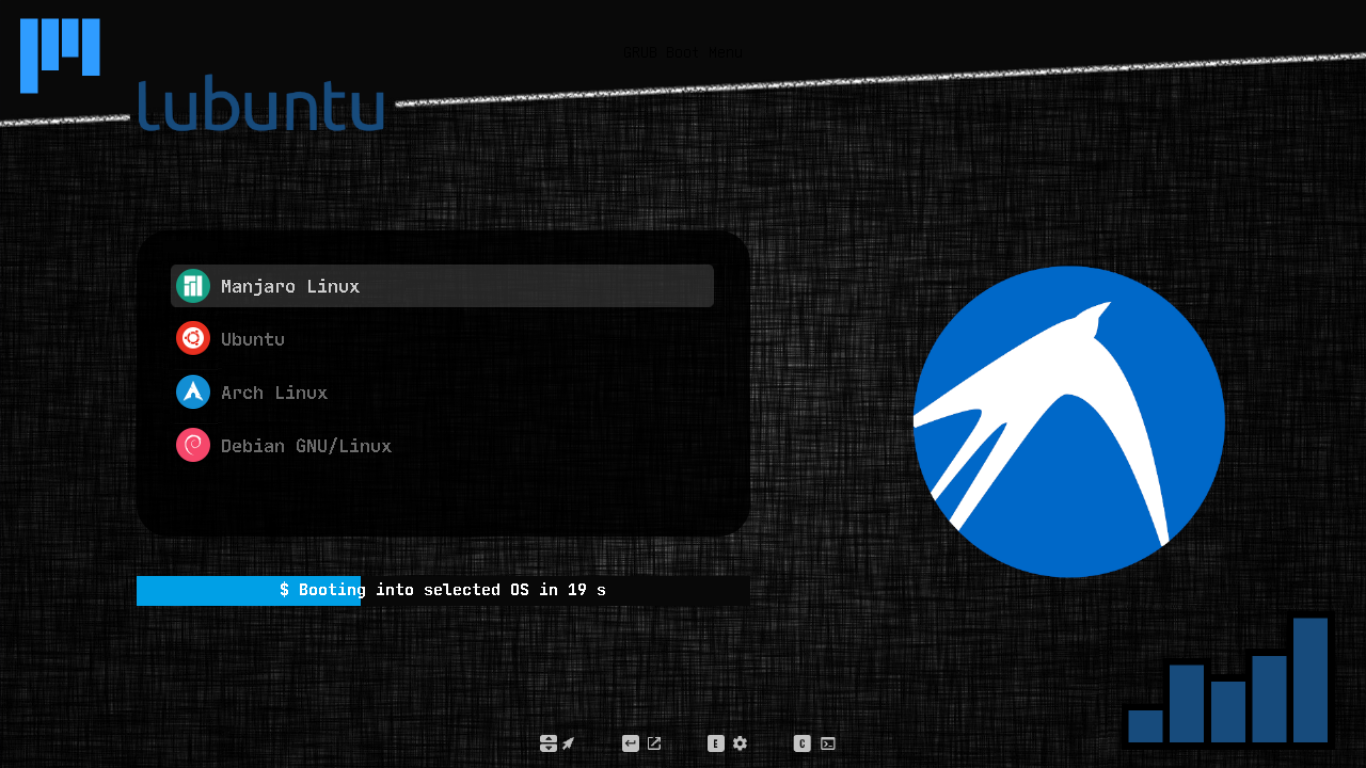 GRUB Boot Menu
lubuntu
Manjaro Linux
Ubuntu
Arch Linux
Debian GNU/Linux
$ Booting into selected OS in 19 s
E
C